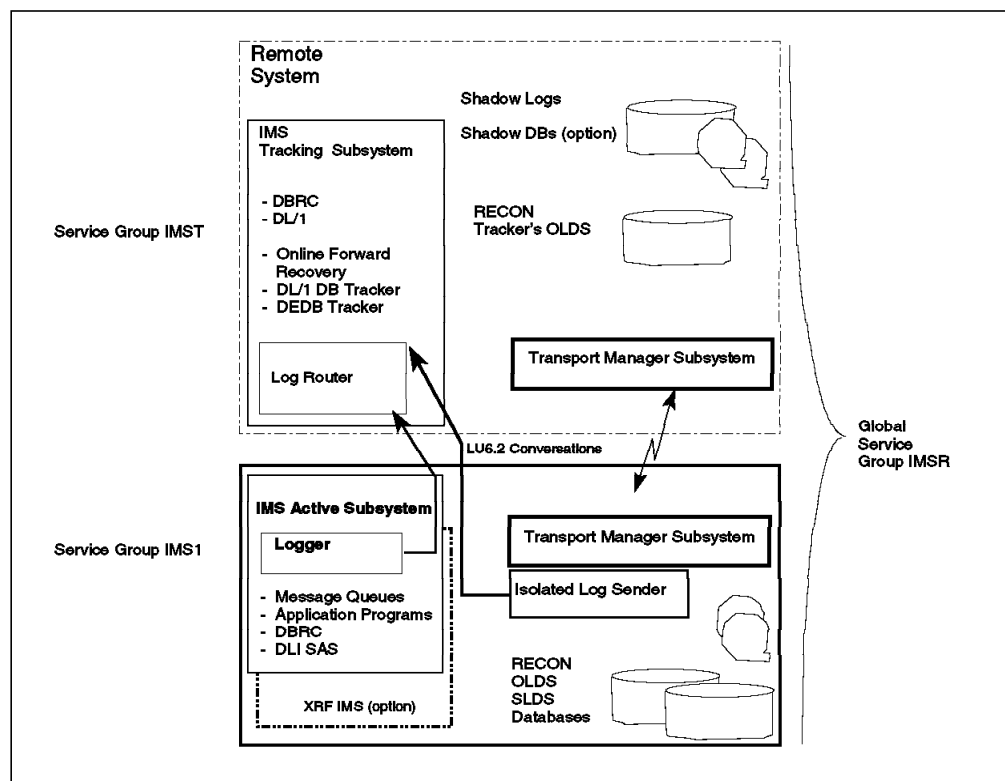 Remote
System
Shadow Logs
Shadow DBs (option)
IMS
Tracking Subsystem
- DBRC
- DL/1
- Online Forward
Recovery
- DL/1 DB Tracker
- DEDB Tracker
RECON
Tracker's OLDS
Service Group IMST
Log Router
Transport Manager Subsystem
LU6.2 Conversations
Global
Service
Group IMSR
IMS Active Subsystem
Logger
Service Group IMS1
Transport Manager Subsystem
Isolated Log Sender
- Message Queues
- Application Programs
- DBRC
- DLI SAS
RECON
OLDS
SLDS
Databases
XRF IMS (option)